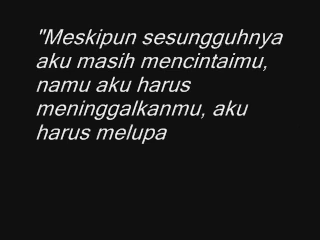 "Meskipun sesungguhnya
aku masih mencintaimu,
namu aku harus
meninggalkanmu, aku
harus melupa